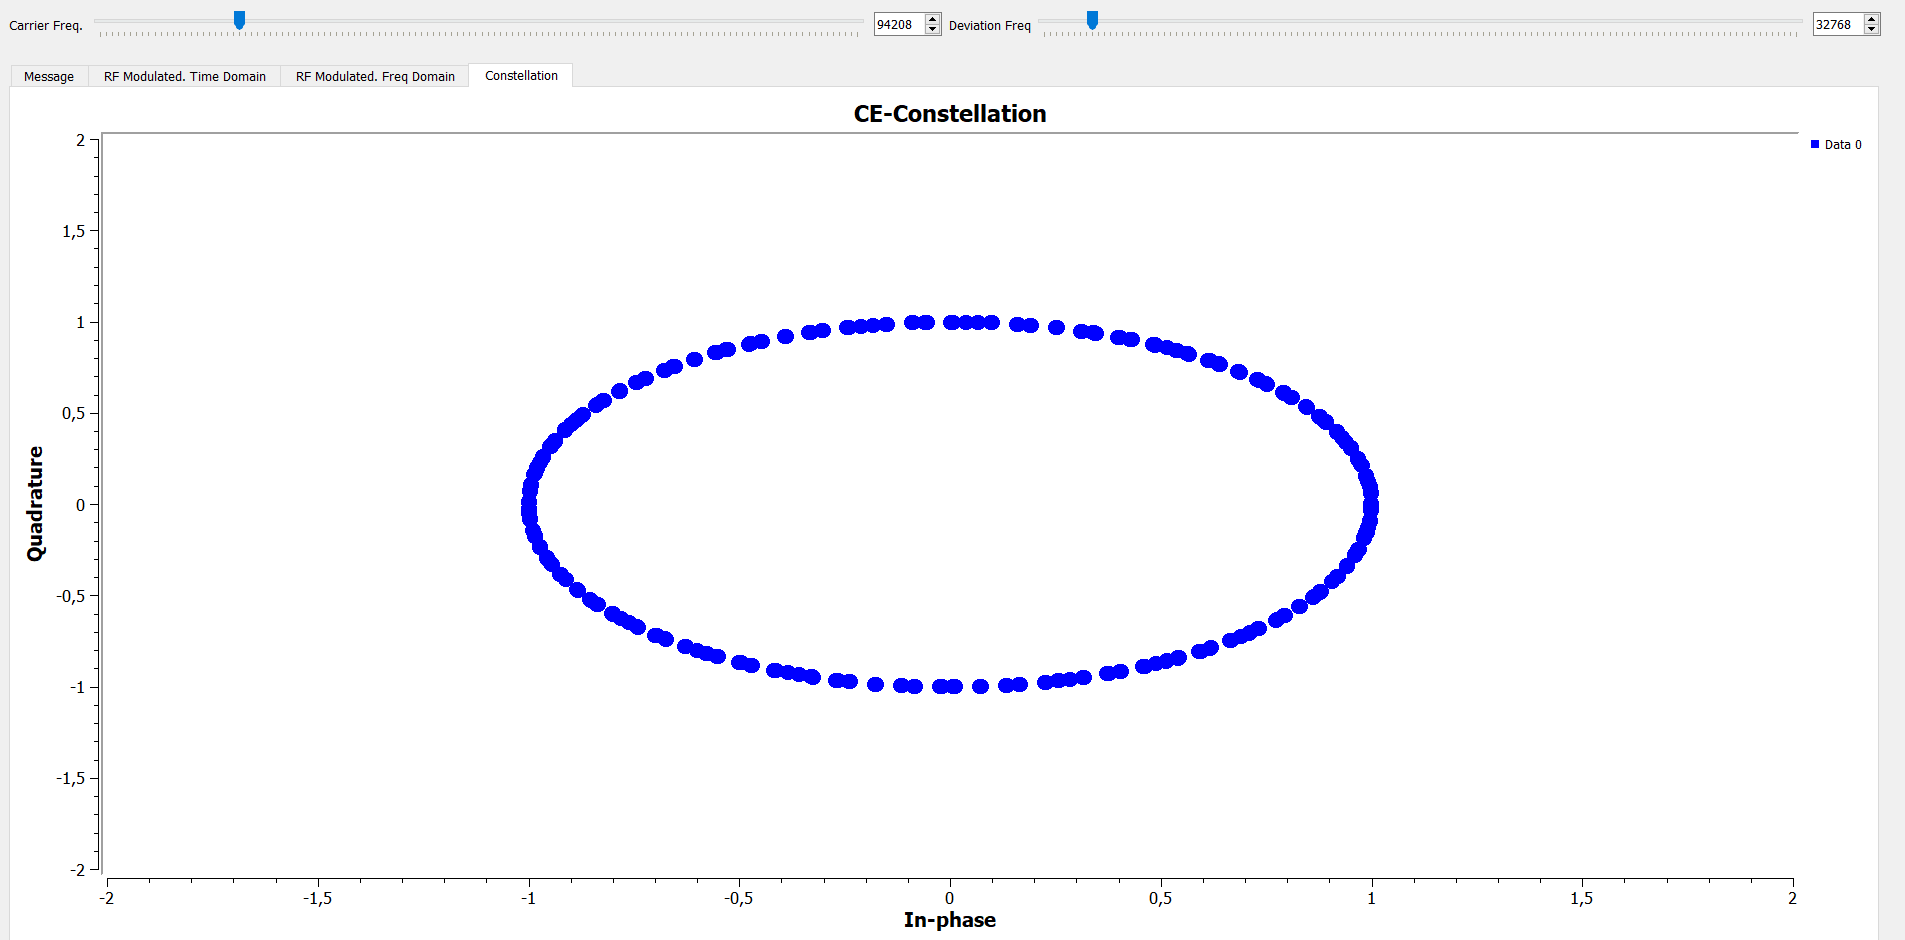 Carrier Freq. 94208 Deviation Freq 32768
Message RF Modulated. Time Domain RF Modulated. Freq Domain Constellation
CE-Constellation
Data 0
2
1,5
1
0,5
0
-0,5
-1
-1,5
-2
Quadrature
-2 -1,5 -1 -0,5 0 0,5 1 1,5 2
In-phase